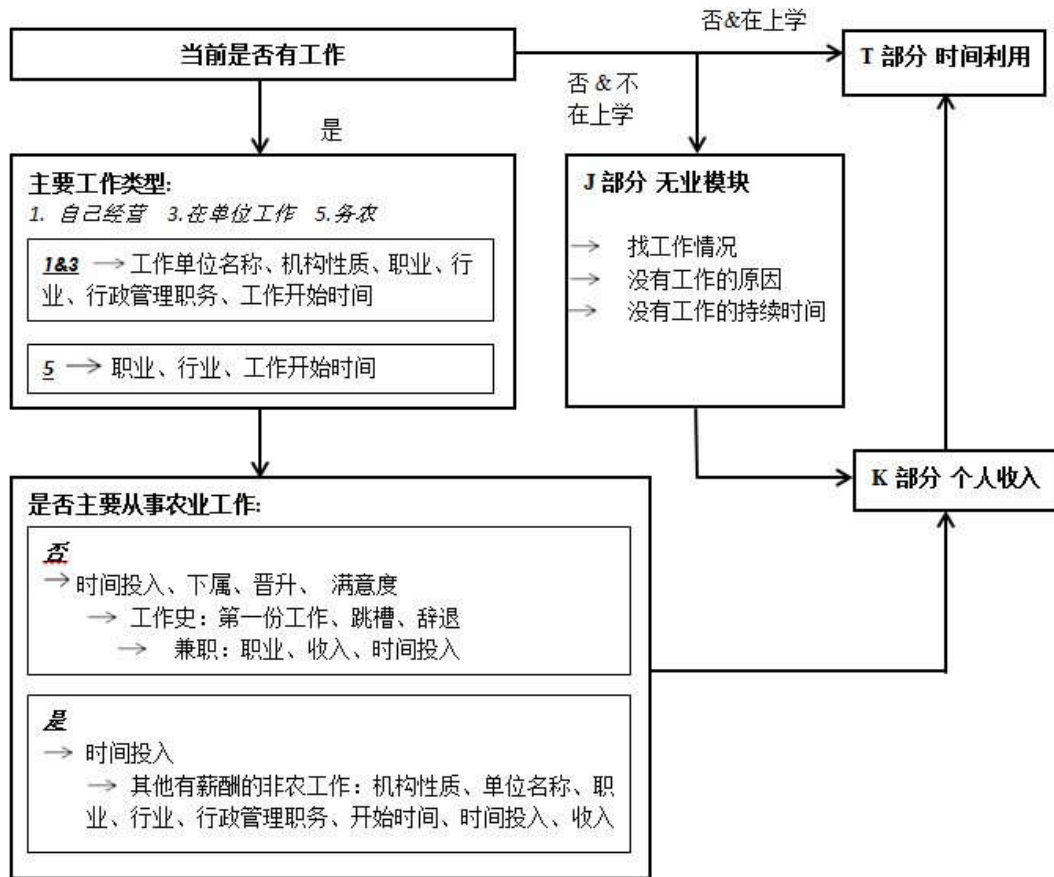 当前是否有工作
否&在上学
T 部分 时间利用
否 & 不
在上学
是
主要工作类型:
1. 自己经营 3.在单位工作 5.务农
1&3 → 工作单位名称、机构性质、职业、行
业、行政管理职务、工作开始时间
5 → 职业、行业、工作开始时间
J 部分 无业模块
→ 找工作情况
→ 没有工作的原因
→ 没有工作的持续时间
K 部分 个人收入
是否主要从事农业工作:
否
→ 时间投入、下属、晋升、 满意度
→ 工作史：第一份工作、跳槽、辞退
→ 兼职：职业、收入、时间投入
是
→ 时间投入
→ 其他有薪酬的非农工作：机构性质、单位名称、职
业、行业、行政管理职务、开始时间、时间投入、收入